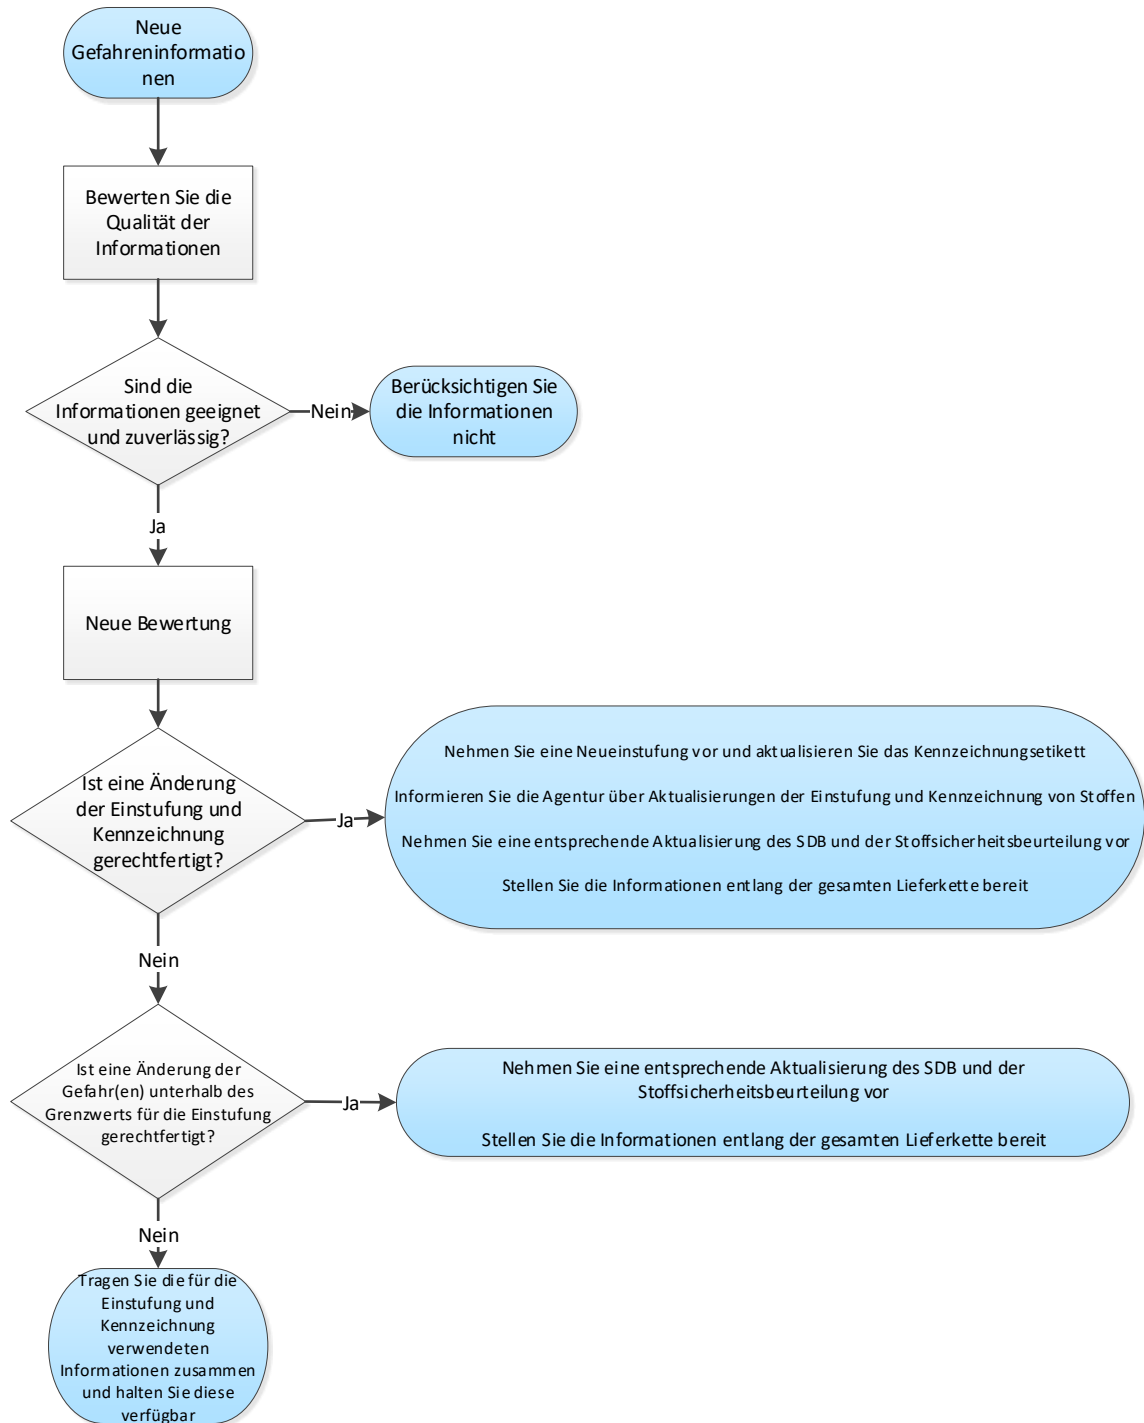 Neue
Gefahreninformatio
nen
Bewerten Sie die
Qualität der
Informationen
Sind die
Informationen geeignet
und zuverlässig?
Nein
Berücksichtigen Sie
die Informationen
nicht
Ja
Neue Bewertung
Ist eine Änderung
der Einstufung und
Kennzeichnung
gerechtfertigt?
Ja
Nehmen Sie eine Neueinstufung vor und aktualisieren Sie das Kennzeichnungsetikett
Informieren Sie die Agentur über Aktualisierungen der Einstufung und Kennzeichnung von Stoffen
Nehmen Sie eine entsprechende Aktualisierung des SDB und der Stoffsicherheitsbeurteilung vor
Stellen Sie die Informationen entlang der gesamten Lieferkette bereit
Nein
Ist eine Änderung der
Gefahr(en) unterhalb des
Grenzwerts für die Einstufung
gerechtfertigt?
Ja
Nehmen Sie eine entsprechende Aktualisierung des SDB und der
Stoffsicherheitsbeurteilung vor
Stellen Sie die Informationen entlang der gesamten Lieferkette bereit
Nein
Tragen Sie die für die
Einstufung und
Kennzeichnung
verwendeten
Informationen zusammen
und halten Sie diese
verfügbar